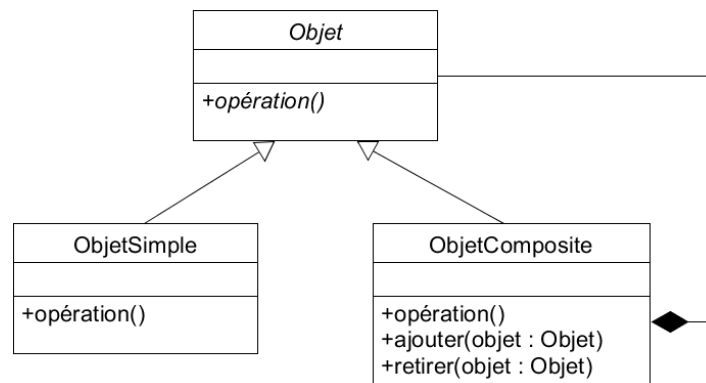 Objet
+opération()
ObjetSimple
+opération()
ObjetComposite
+opération()
+ajouter(objet : Objet)
+retirer(objet : Objet)